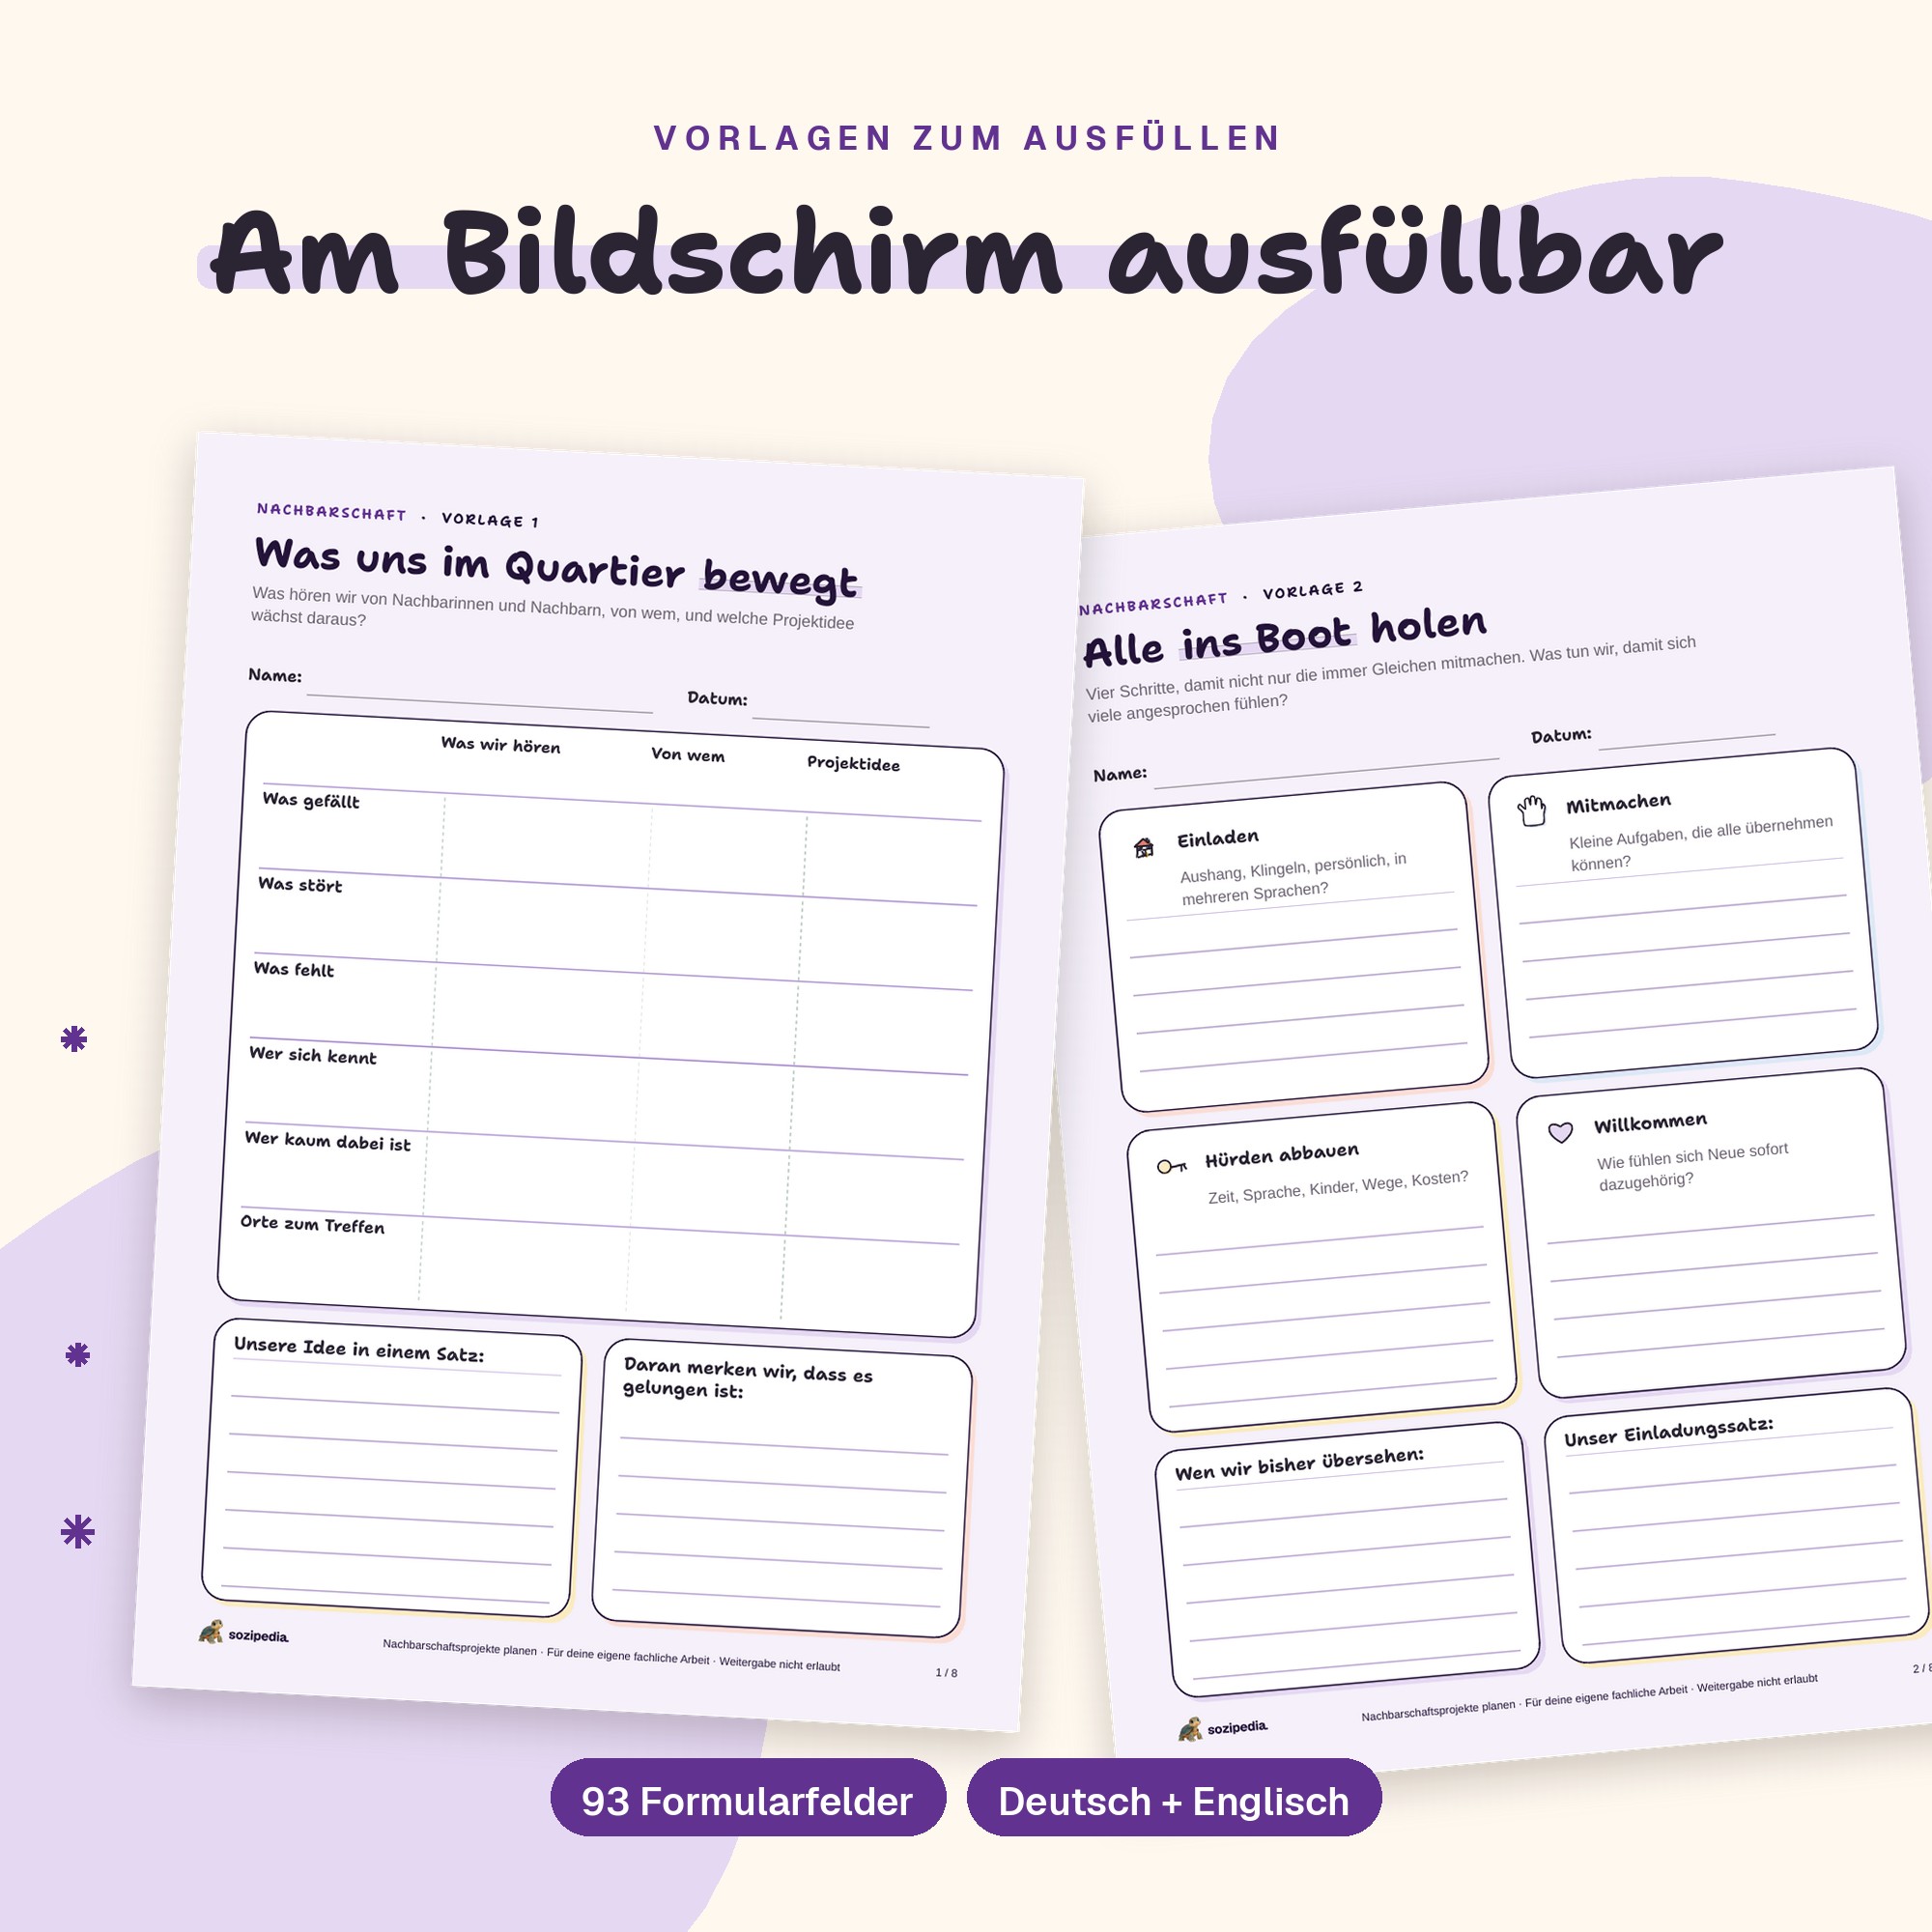 VORLAGEN ZUM AUSFÜLLEN
Am Bildschirm ausfüllbar
NACHBARSCHAFT · VORLAGE 1
Was uns im Quartier bewegt
Was hören wir von Nachbarinnen und Nachbarn, von wem, und welche Projektidee
wächst daraus?
Name:
Datum:
Was wir hören
Von wem
Projektidee
Was gefällt
Was stört
Was fehlt
Wer sich kennt
Wer kaum dabei ist
Orte zum Treffen
Unsere Idee in einem Satz:
Daran merken wir, dass es
gelungen ist:
sozipedia.
Nachbarschaftsprojekte planen · Für deine eigene fachliche Arbeit · Weitergabe nicht erlaubt
1 / 8
NACHBARSCHAFT · VORLAGE 2
Alle ins Boot holen
Vier Schritte, damit nicht nur die immer Gleichen mitmachen. Was tun wir, damit sich
viele angesprochen fühlen?
Name:
Datum:
Einladen
Aushang, Klingeln, persönlich, in
mehreren Sprachen?
Mitmachen
Kleine Aufgaben, die alle übernehmen
können?
Hürden abbauen
Zeit, Sprache, Kinder, Wege, Kosten?
Willkommen
Wie fühlen sich Neue sofort
dazugehörig?
Wen wir bisher übersehen:
Unser Einladungssatz:
sozipedia.
Nachbarschaftsprojekte planen · Für deine eigene fachliche Arbeit · Weitergabe nicht erlaubt
2 / 8
93 Formularfelder
Deutsch + Englisch